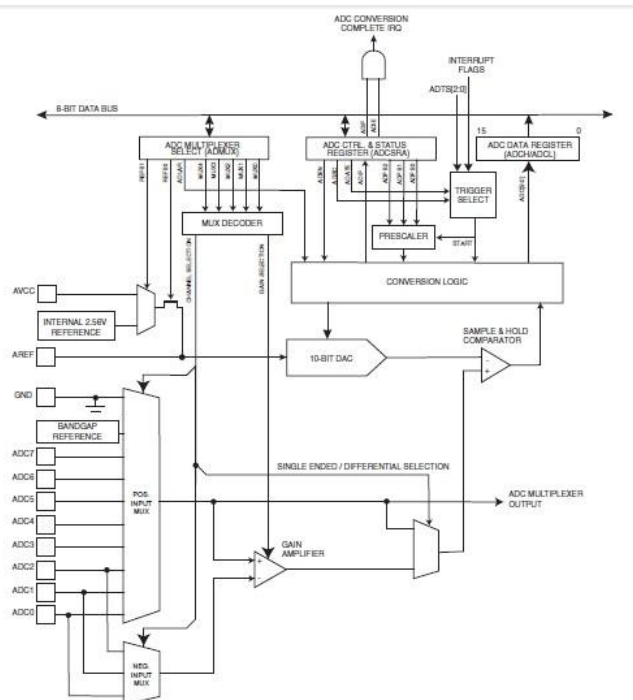 ADC CONVERSION
COMPLETE IRQ
INTERRUPT
FLAGS
ADTS[2:0]
8-BIT DATA BUS
ADIF
ADIE
15
0
ADC MULTIPLEXER
SELECT (ADMUX)
ADC CTRL. & STATUS
REGISTER (ADCSRA)
ADC DATA REGISTER
(ADCH/ADCL)
REFS1
REFS0
ADLAR
MUX4
MUX3
MUX2
MUX1
MUX0
ADEN
ADSC
ADATE
ADIF
ADPS2
ADPS1
ADPS0
ADC[9:0]
TRIGGER
SELECT
MUX DECODER
PRESCALER
START
CHANNEL SELECTION
GAIN SELECTION
CONVERSION LOGIC
AVCC
INTERNAL 2.56V
REFERENCE
SAMPLE & HOLD
COMPARATOR
AREF
10-BIT DAC
-
+
GND
BANDGAP
REFERENCE
ADC7
SINGLE ENDED / DIFFERENTIAL SELECTION
ADC6
ADC5
POS.
INPUT
MUX
ADC MULTIPLEXER
OUTPUT
ADC4
ADC3
GAIN
AMPLIFIER
+
-
ADC2
ADC1
ADC0
NEG.
INPUT
MUX